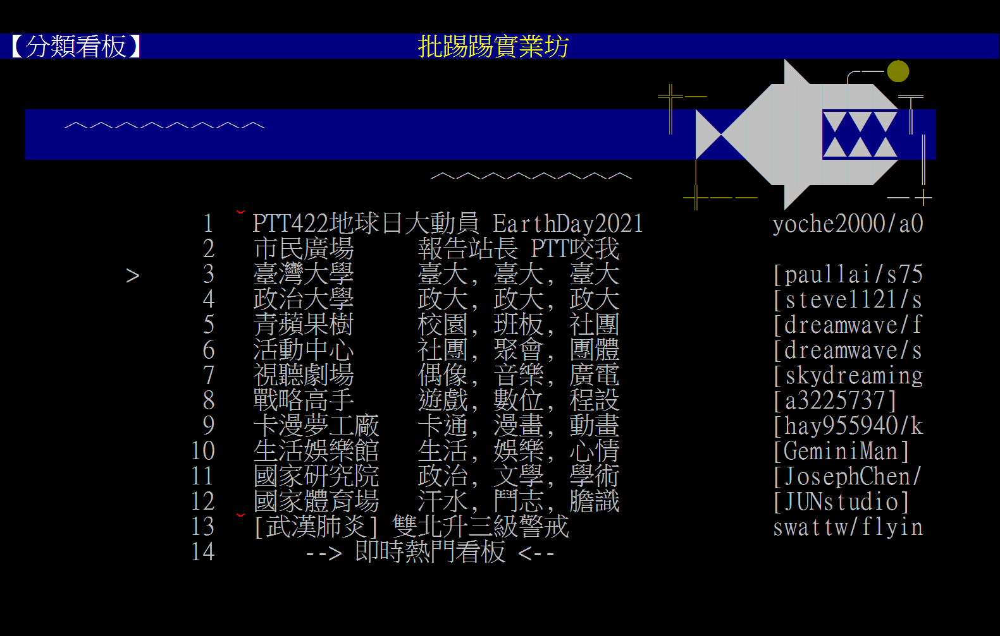 【分類看板】 批踢踢實業坊
1 ˇ PTT422地球日大動員 EarthDay2021 yoche2000/a0
2 市民廣場 報告站長 PTT咬我
> 3 臺灣大學 臺大, 臺大, 臺大 [paullai/s75
4 政治大學 政大, 政大, 政大 [steve1121/s
5 青蘋果樹 校園, 班板, 社團 [dreamwave/f
6 活動中心 社團, 聚會, 團體 [dreamwave/s
7 視聽劇場 偶像, 音樂, 廣電 [skydreaming
8 戰略高手 遊戲, 數位, 程設 [a3225737]
9 卡漫夢工廠 卡通, 漫畫, 動畫 [hay955940/k
10 生活娛樂館 生活, 娛樂, 心情 [GeminiMan]
11 國家研究院 政治, 文學, 學術 [JosephChen/
12 國家體育場 汗水, 鬥志, 膽識 [JUNstudio]
13 ˇ [武漢肺炎] 雙北升三級警戒 swattw/flyin
14 --> 即時熱門看板 <--